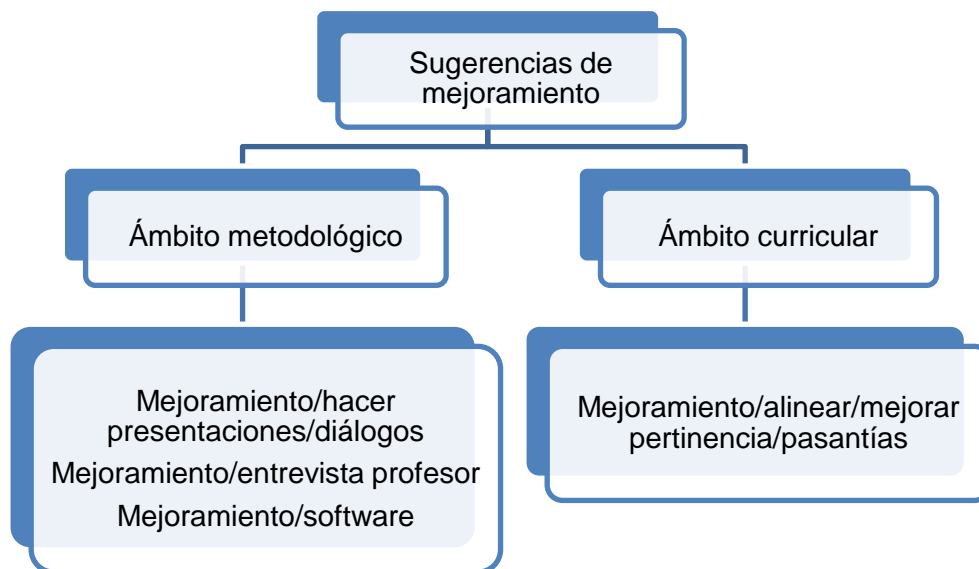 Sugerencias de
mejoramiento
Ámbito metodológico
Ámbito curricular
Mejoramiento/hacer
presentaciones/diálogos
Mejoramiento/entrevista profesor
Mejoramiento/software
Mejoramiento/alinear/mejorar
pertinencia/pasantías